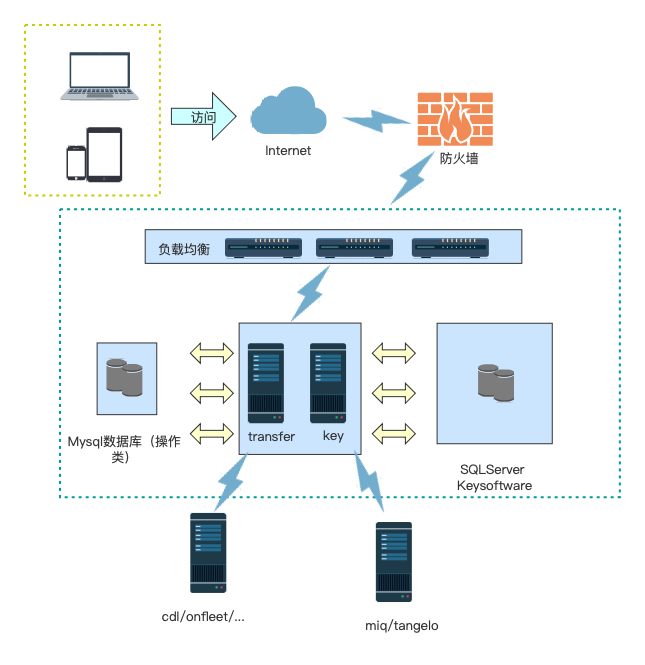 访问
Internet
防火墙
负载均衡
transfer
key
Mysql数据库（操作
类）
SQLServer
Keysoftware
cdl/onfleet/...
miq/tangelo